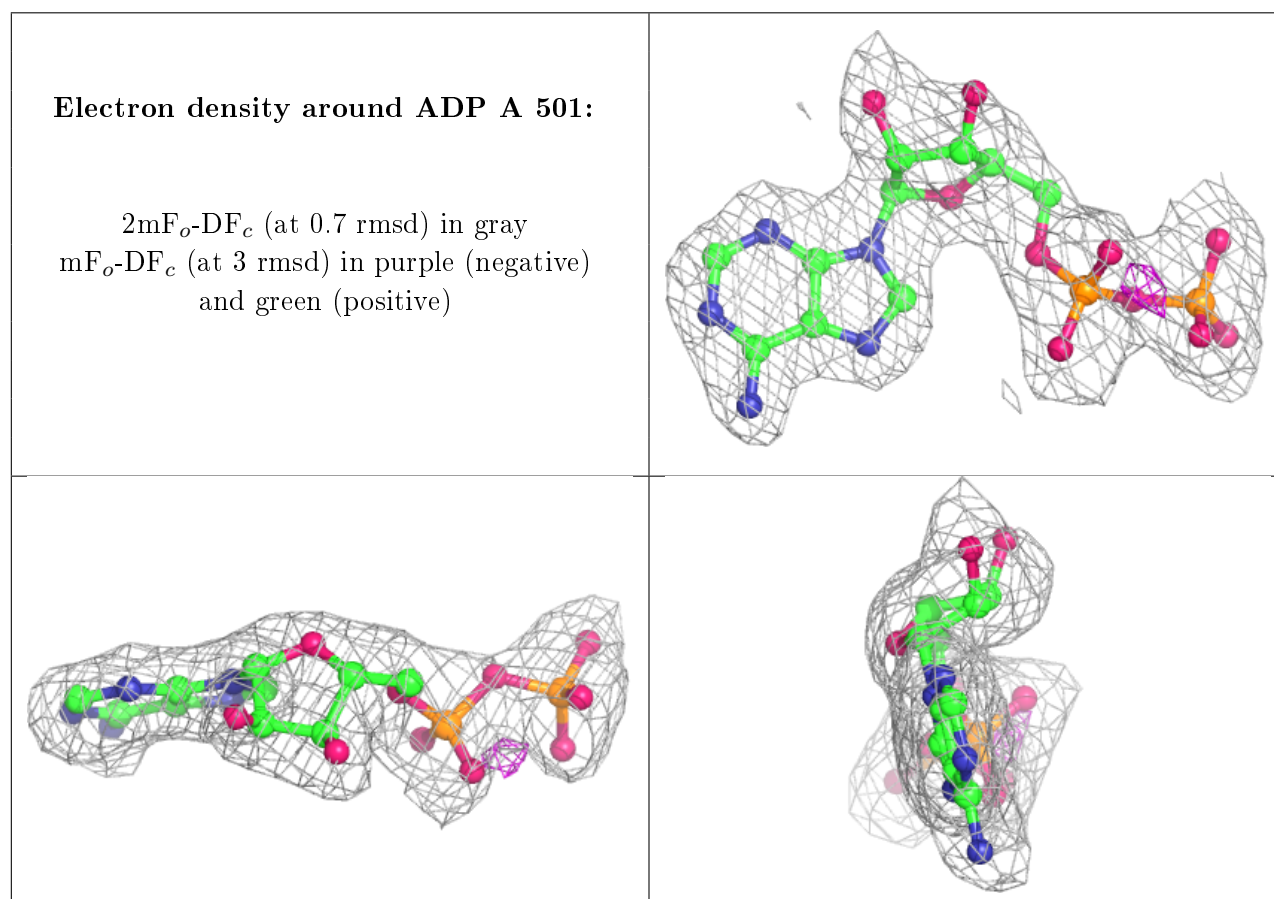 Electron density around ADP A 501:
2mFₒ-DF𝒸 (at 0.7 rmsd) in gray
mFₒ-DF𝒸 (at 3 rmsd) in purple (negative)
and green (positive)